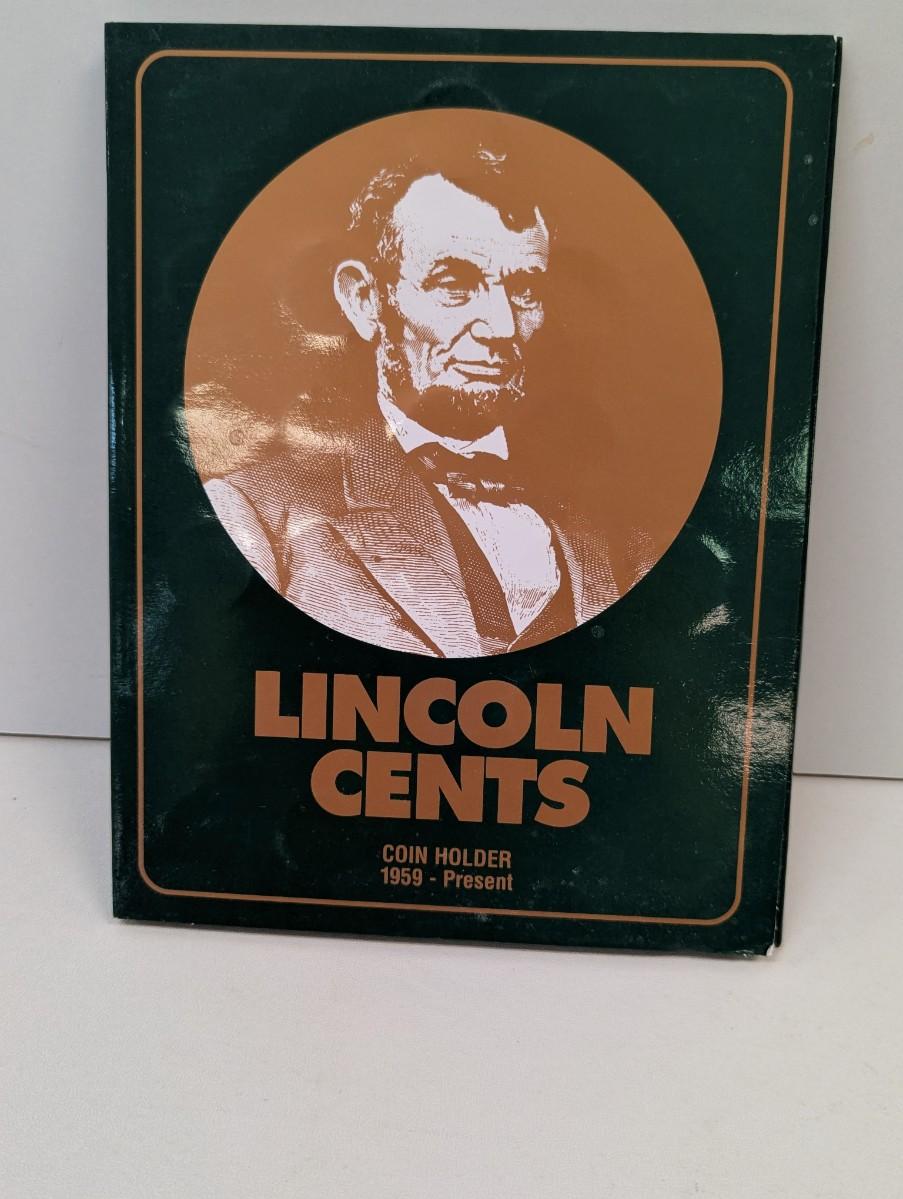 LINCOLN
CENTS
COIN HOLDER
1959 - Present